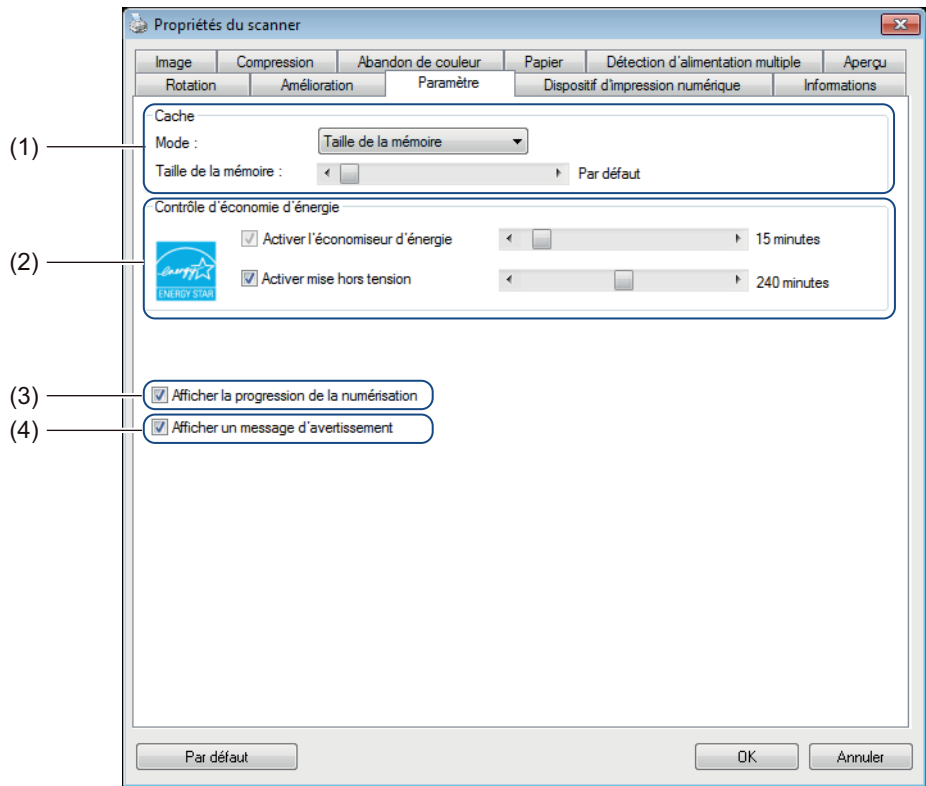 Propriétés du scanner
Image Compression Abandon de couleur Papier Détection d'alimentation multiple Aperçu
Rotation Amélioration Paramètre Dispositif d'impression numérique Informations
Cache
(1) Mode : Taille de la mémoire
Taille de la mémoire : Par défaut
Contrôle d'économie d'énergie
Activer l'économiseur d'énergie 15 minutes
(2) energy
ENERGY STAR
Activer mise hors tension 240 minutes
(3) Afficher la progression de la numérisation
(4) Afficher un message d'avertissement
Par défaut OK Annuler